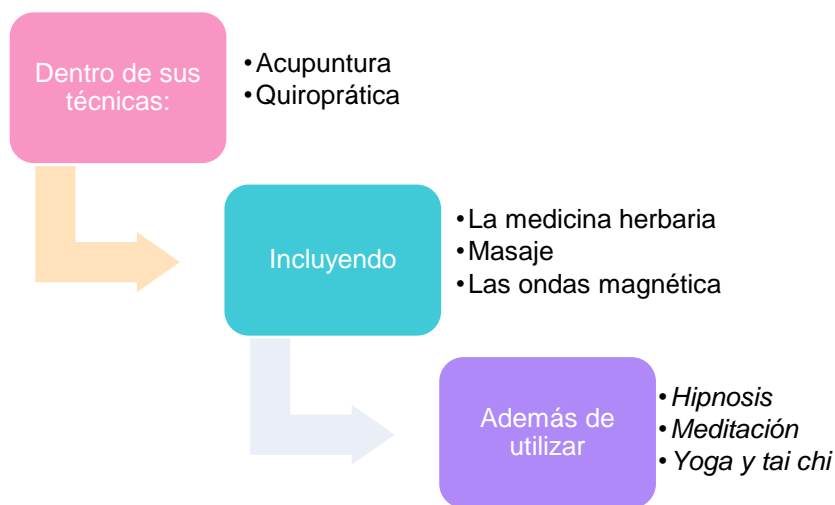 Dentro de sus
técnicas:
•Acupuntura
•Quiroprática
Incluyendo
•La medicina herbaria
•Masaje
•Las ondas magnética
Además de
utilizar
•Hipnosis
•Meditación
•Yoga y tai chi